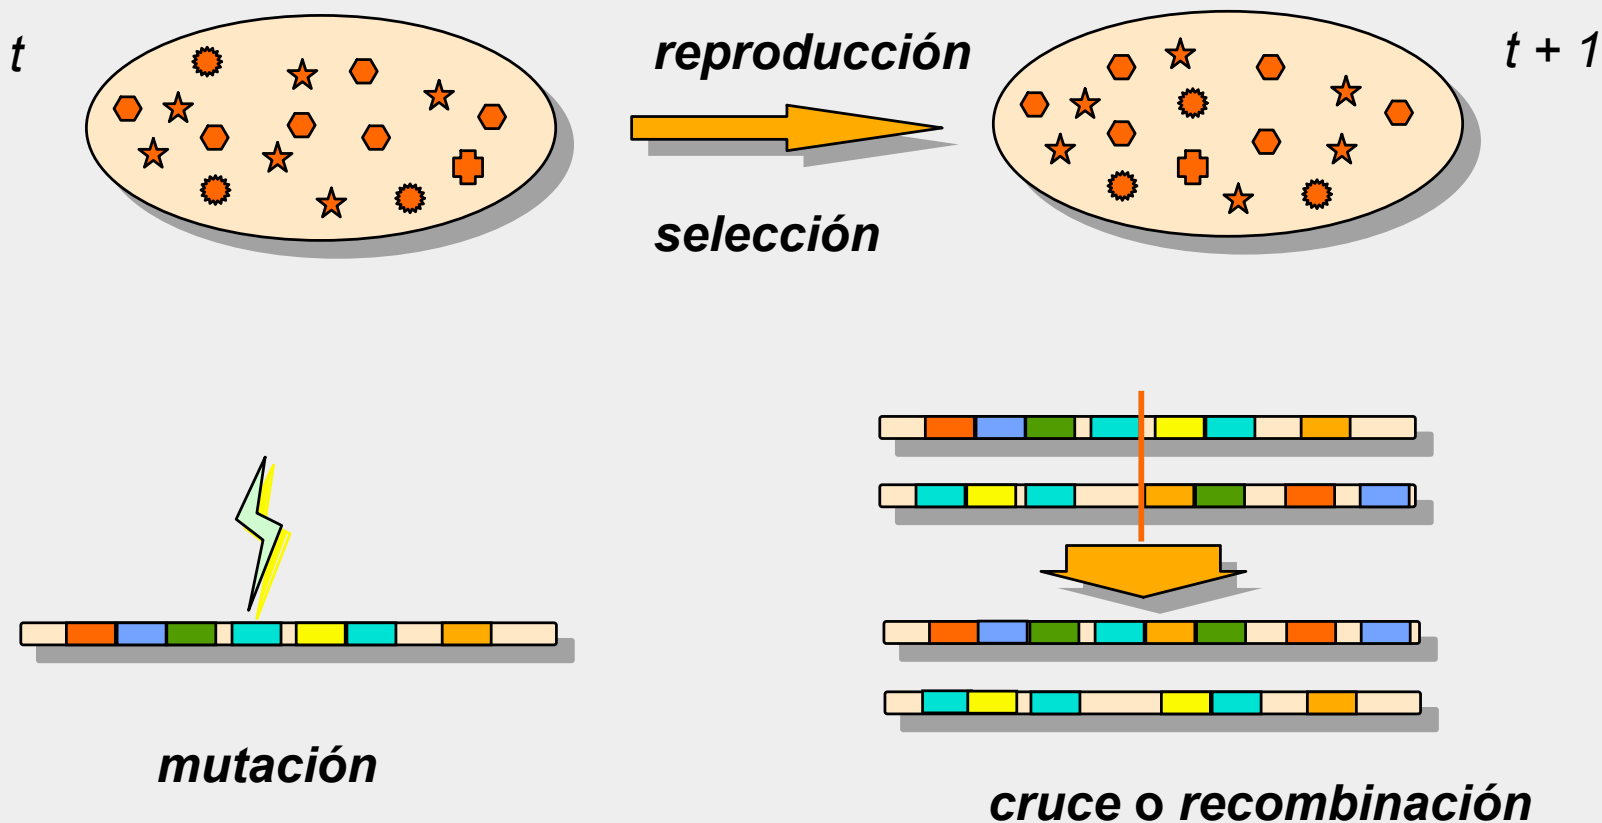 t
reproducción
t + 1
selección
mutación
cruce o recombinación